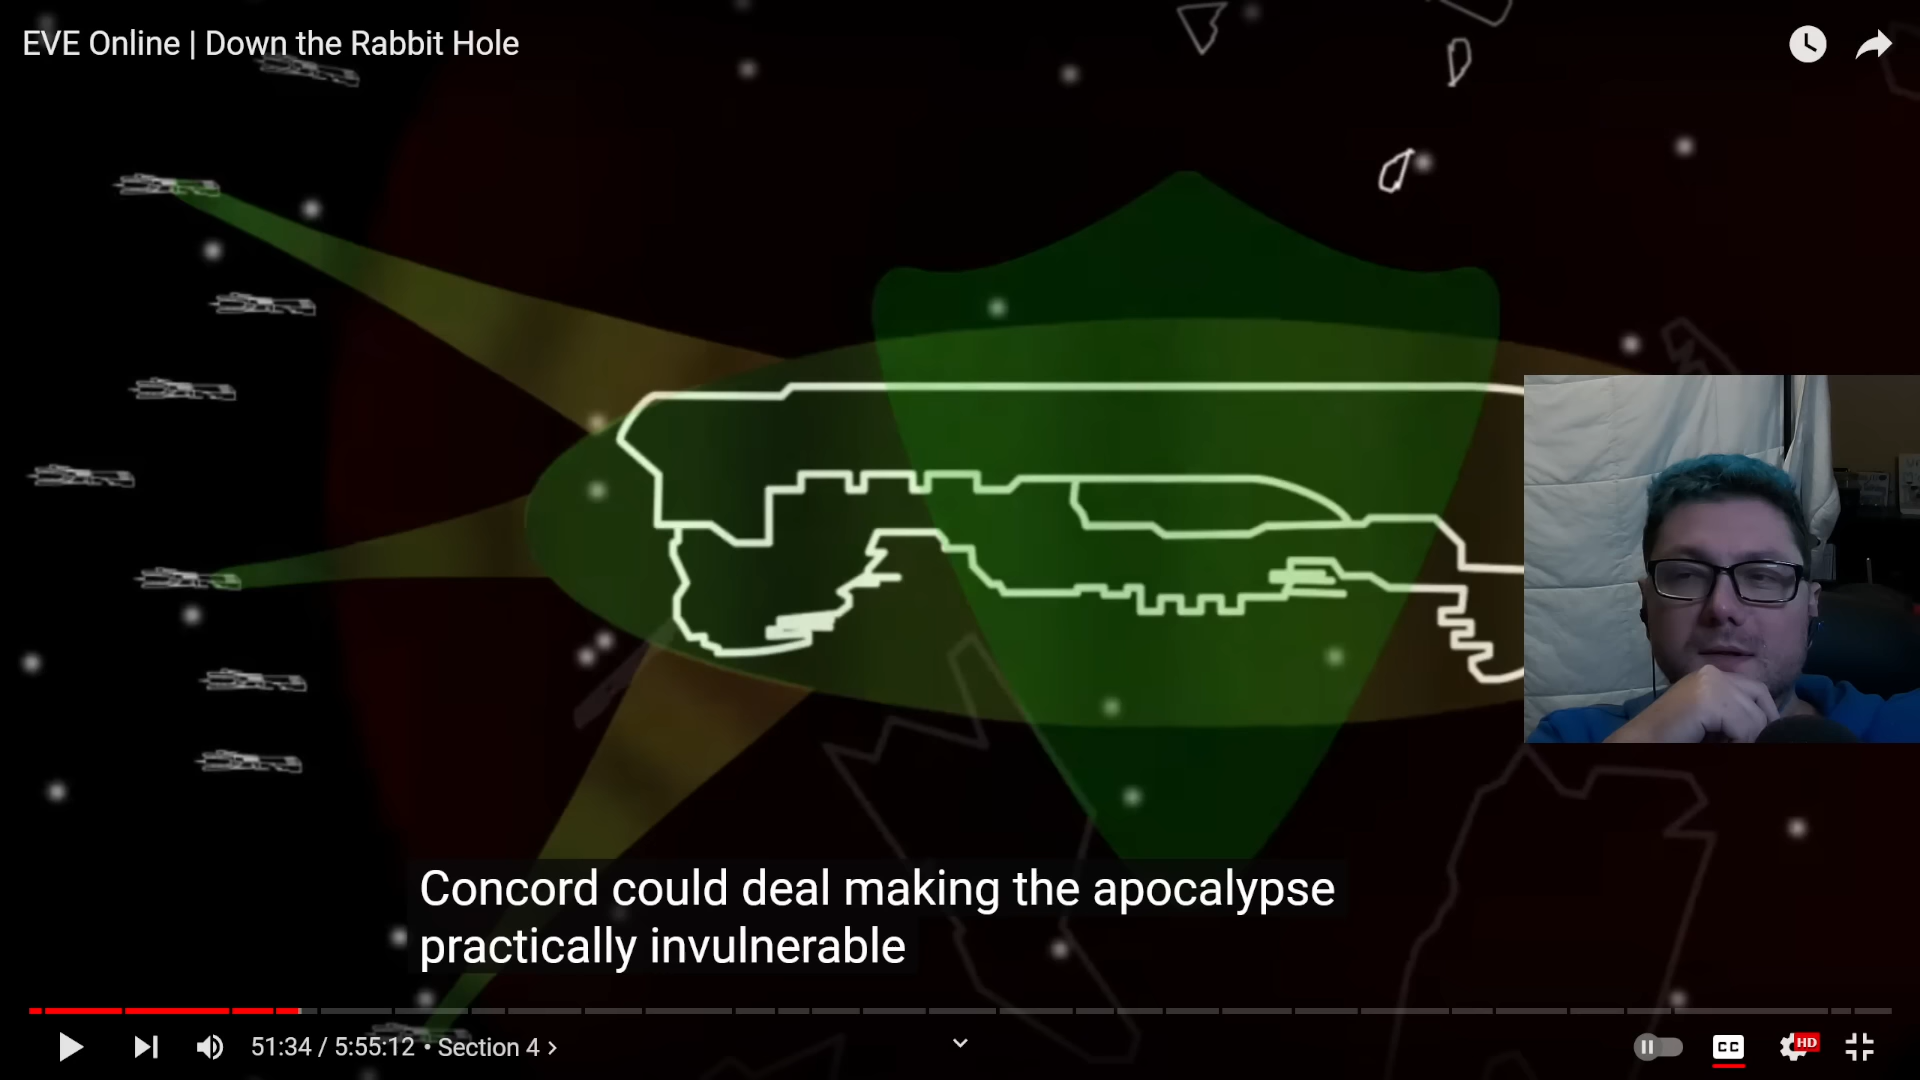 EVE Online | Down the Rabbit Hole
Concord could deal making the apocalypse
practically invulnerable
51:34 / 5:55:12 • Section 4 ›
CC
HD